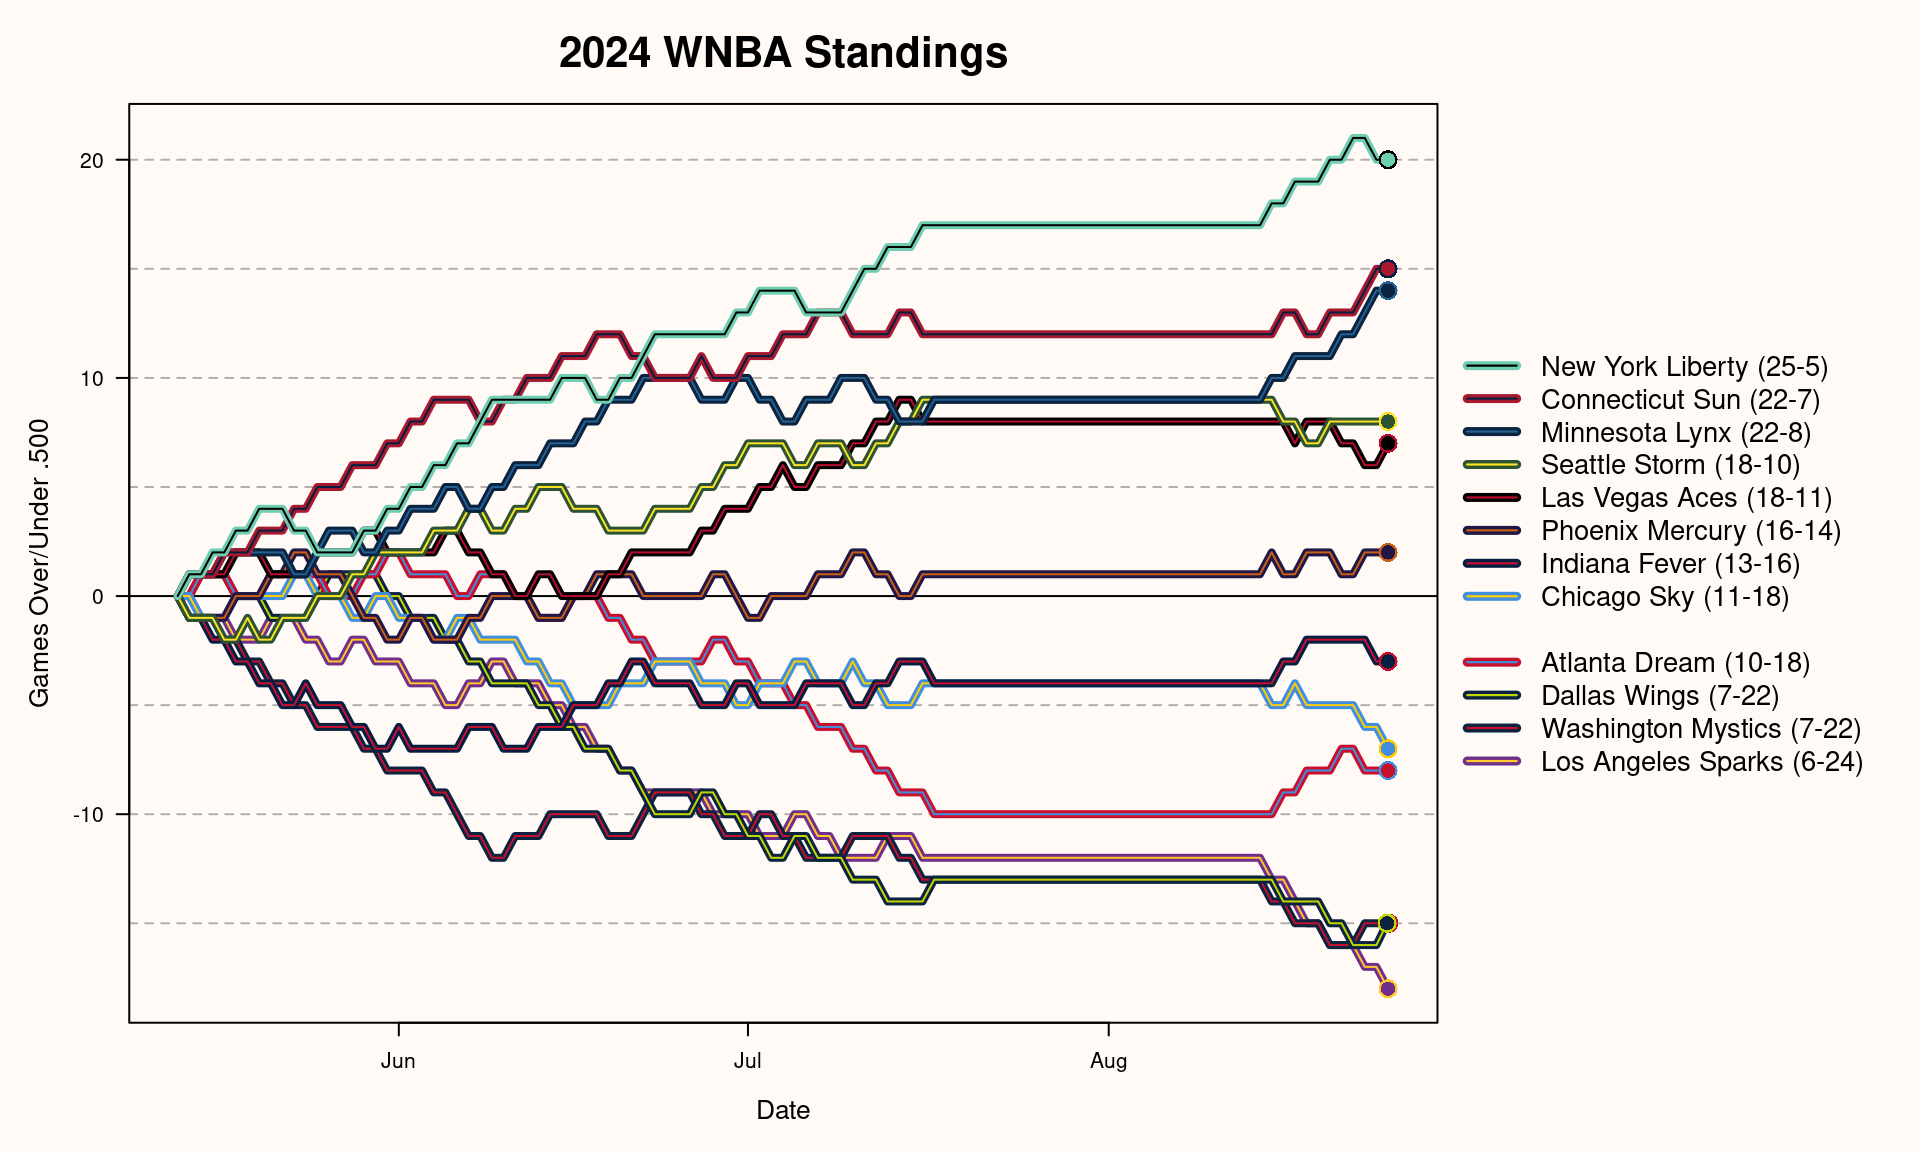 2024 WNBA Standings
Games Over/Under .500
20
10
0
-10
Jun
Jul
Aug
Date
New York Liberty (25-5)
Connecticut Sun (22-7)
Minnesota Lynx (22-8)
Seattle Storm (18-10)
Las Vegas Aces (18-11)
Phoenix Mercury (16-14)
Indiana Fever (13-16)
Chicago Sky (11-18)
Atlanta Dream (10-18)
Dallas Wings (7-22)
Washington Mystics (7-22)
Los Angeles Sparks (6-24)